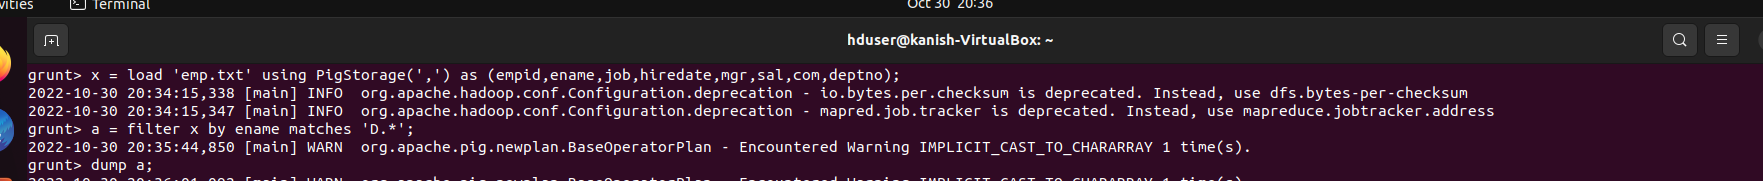 vities Terminal Oct 30 20:36
hduser@kanish-VirtualBox: ~
grunt> x = load 'emp.txt' using PigStorage(',') as (empid,ename,job,hiredate,mgr,sal,com,deptno);
2022-10-30 20:34:15,338 [main] INFO  org.apache.hadoop.conf.Configuration.deprecation - io.bytes.per.checksum is deprecated. Instead, use dfs.bytes-per-checksum
2022-10-30 20:34:15,347 [main] INFO  org.apache.hadoop.conf.Configuration.deprecation - mapred.job.tracker is deprecated. Instead, use mapreduce.jobtracker.address
grunt> a = filter x by ename matches 'D.*';
2022-10-30 20:35:44,850 [main] WARN  org.apache.pig.newplan.BaseOperatorPlan - Encountered Warning IMPLICIT_CAST_TO_CHARARRAY 1 time(s).
grunt> dump a;